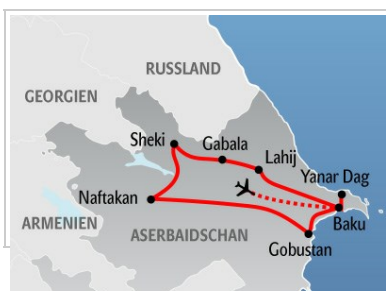 RUSSLAND
GEORGIEN
Sheki
Gabala
Lahij
Yanar Dag
Naftakan
Baku
ARMENIEN
ASERBAIDSCHAN
Gobustan